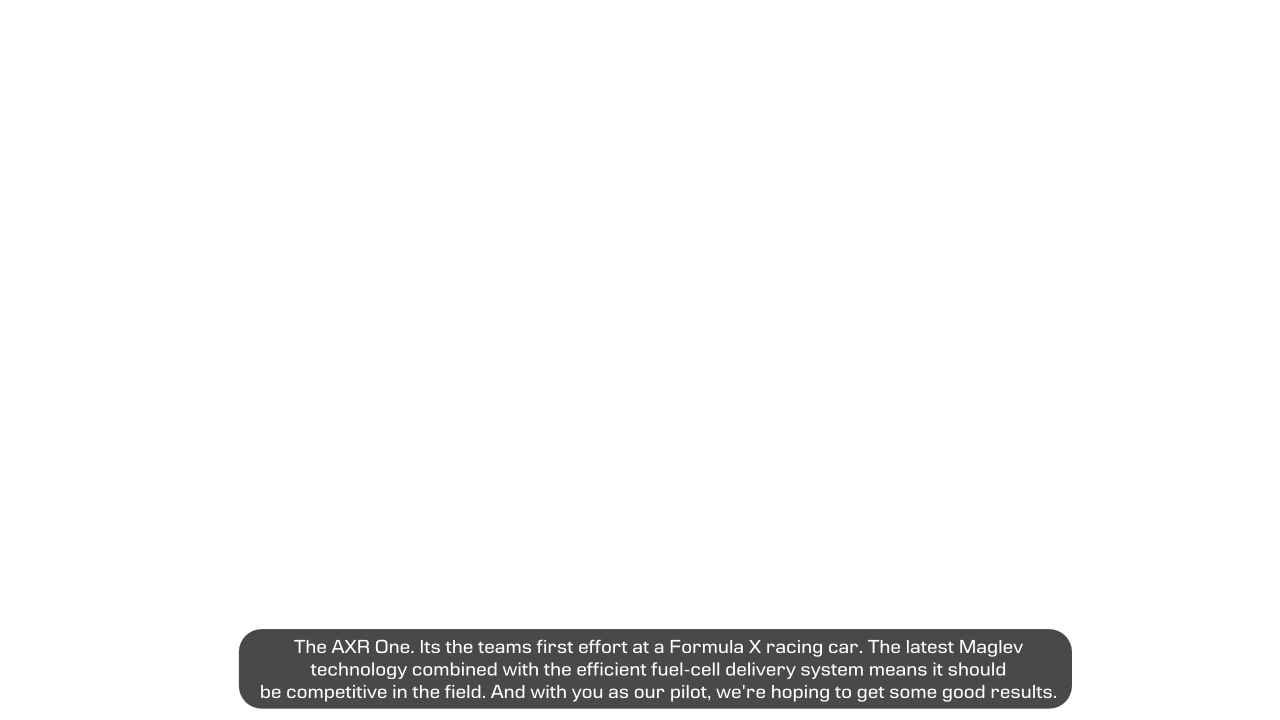 The AXR One. Its the teams first effort at a Formula X racing car. The latest Maglev
technology combined with the efficient fuel-cell delivery system means it should
be competitive in the field. And with you as our pilot, we're hoping to get some good results.